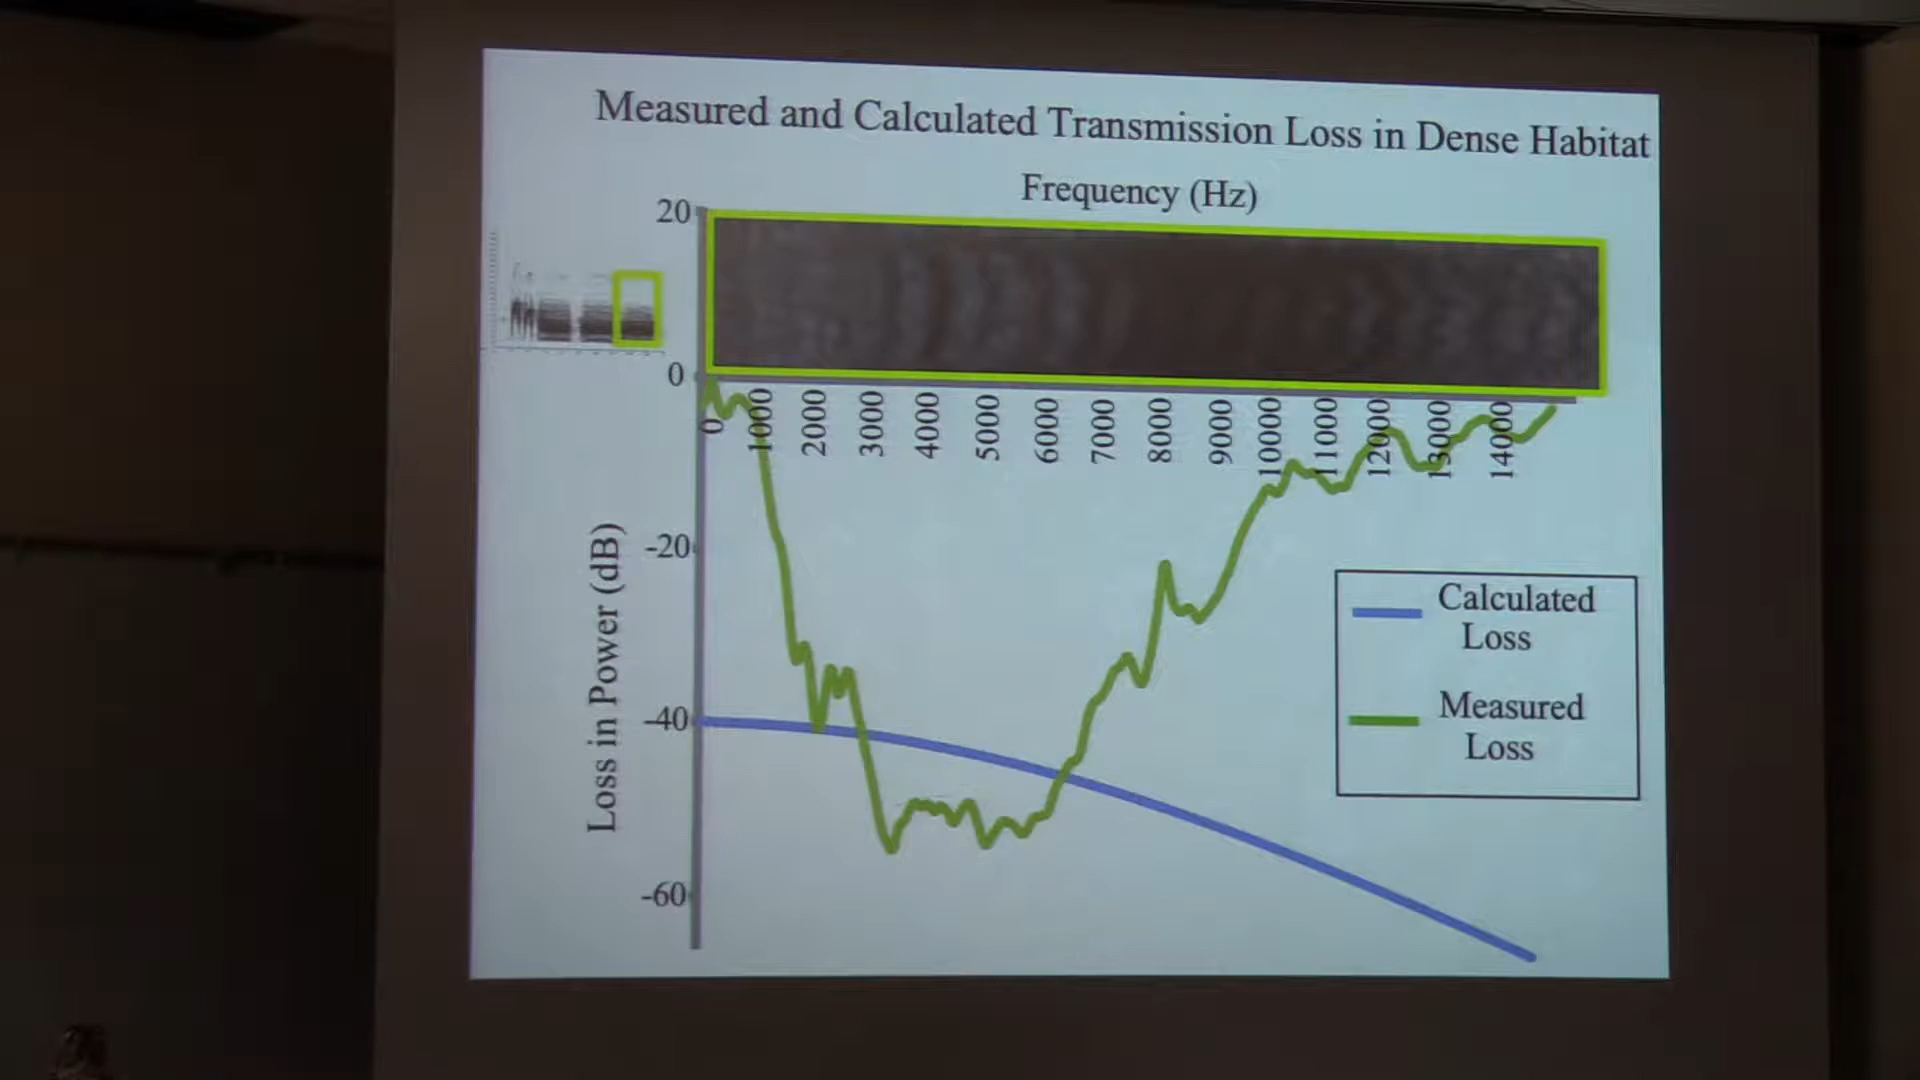 Measured and Calculated Transmission Loss in Dense Habitat
Frequency (Hz)
20
0
0
1000
2000
3000
4000
5000
6000
7000
8000
9000
10000
11000
12000
13000
14000
-20
-40
-60
Loss in Power (dB)
Calculated
Loss
Measured
Loss